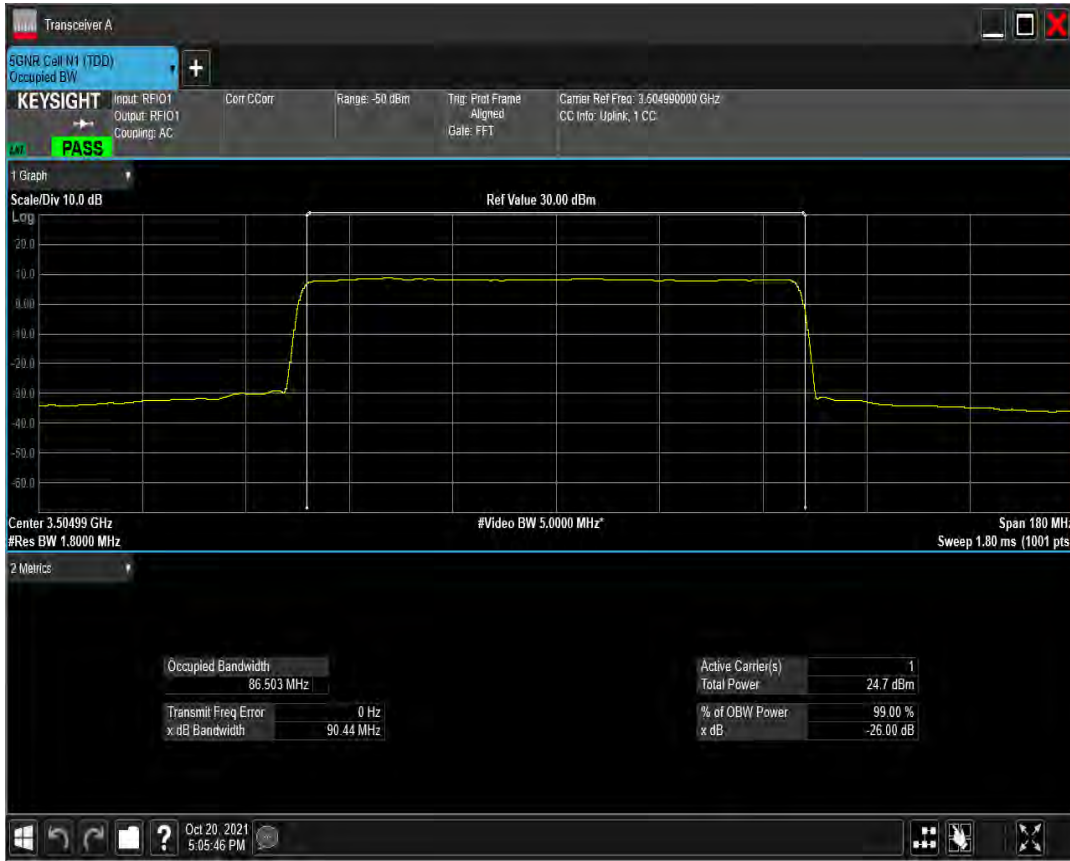 Transceiver A
5GNR Cell N1 (TDD)
Occupied BW
KEYSIGHT
Input: RFIO1
Output: RFIO1
Coupling: AC
Corr CCorr
Range: -50 dBm
Trig: Prot Frame
Aligned
Gate: FFT
Carrier Ref Freq: 3.504990000 GHz
CC Info: Uplink, 1 CC
PASS
1 Graph
Scale/Div 10.0 dB
Ref Value 30.00 dBm
Log
20.0
10.0
0.00
-10.0
-20.0
-30.0
-40.0
-50.0
-60.0
Center 3.50499 GHz
#Video BW 5.0000 MHz*
Span 180 MHz
#Res BW 1.8000 MHz
Sweep 1.80 ms (1001 pts
2 Metrics
Occupied Bandwidth
86.503 MHz
Transmit Freq Error 0 Hz
x dB Bandwidth 90.44 MHz
Active Carrier(s) 1
Total Power 24.7 dBm
% of OBW Power 99.00 %
x dB -26.00 dB
Oct 20, 2021
5:05:46 PM